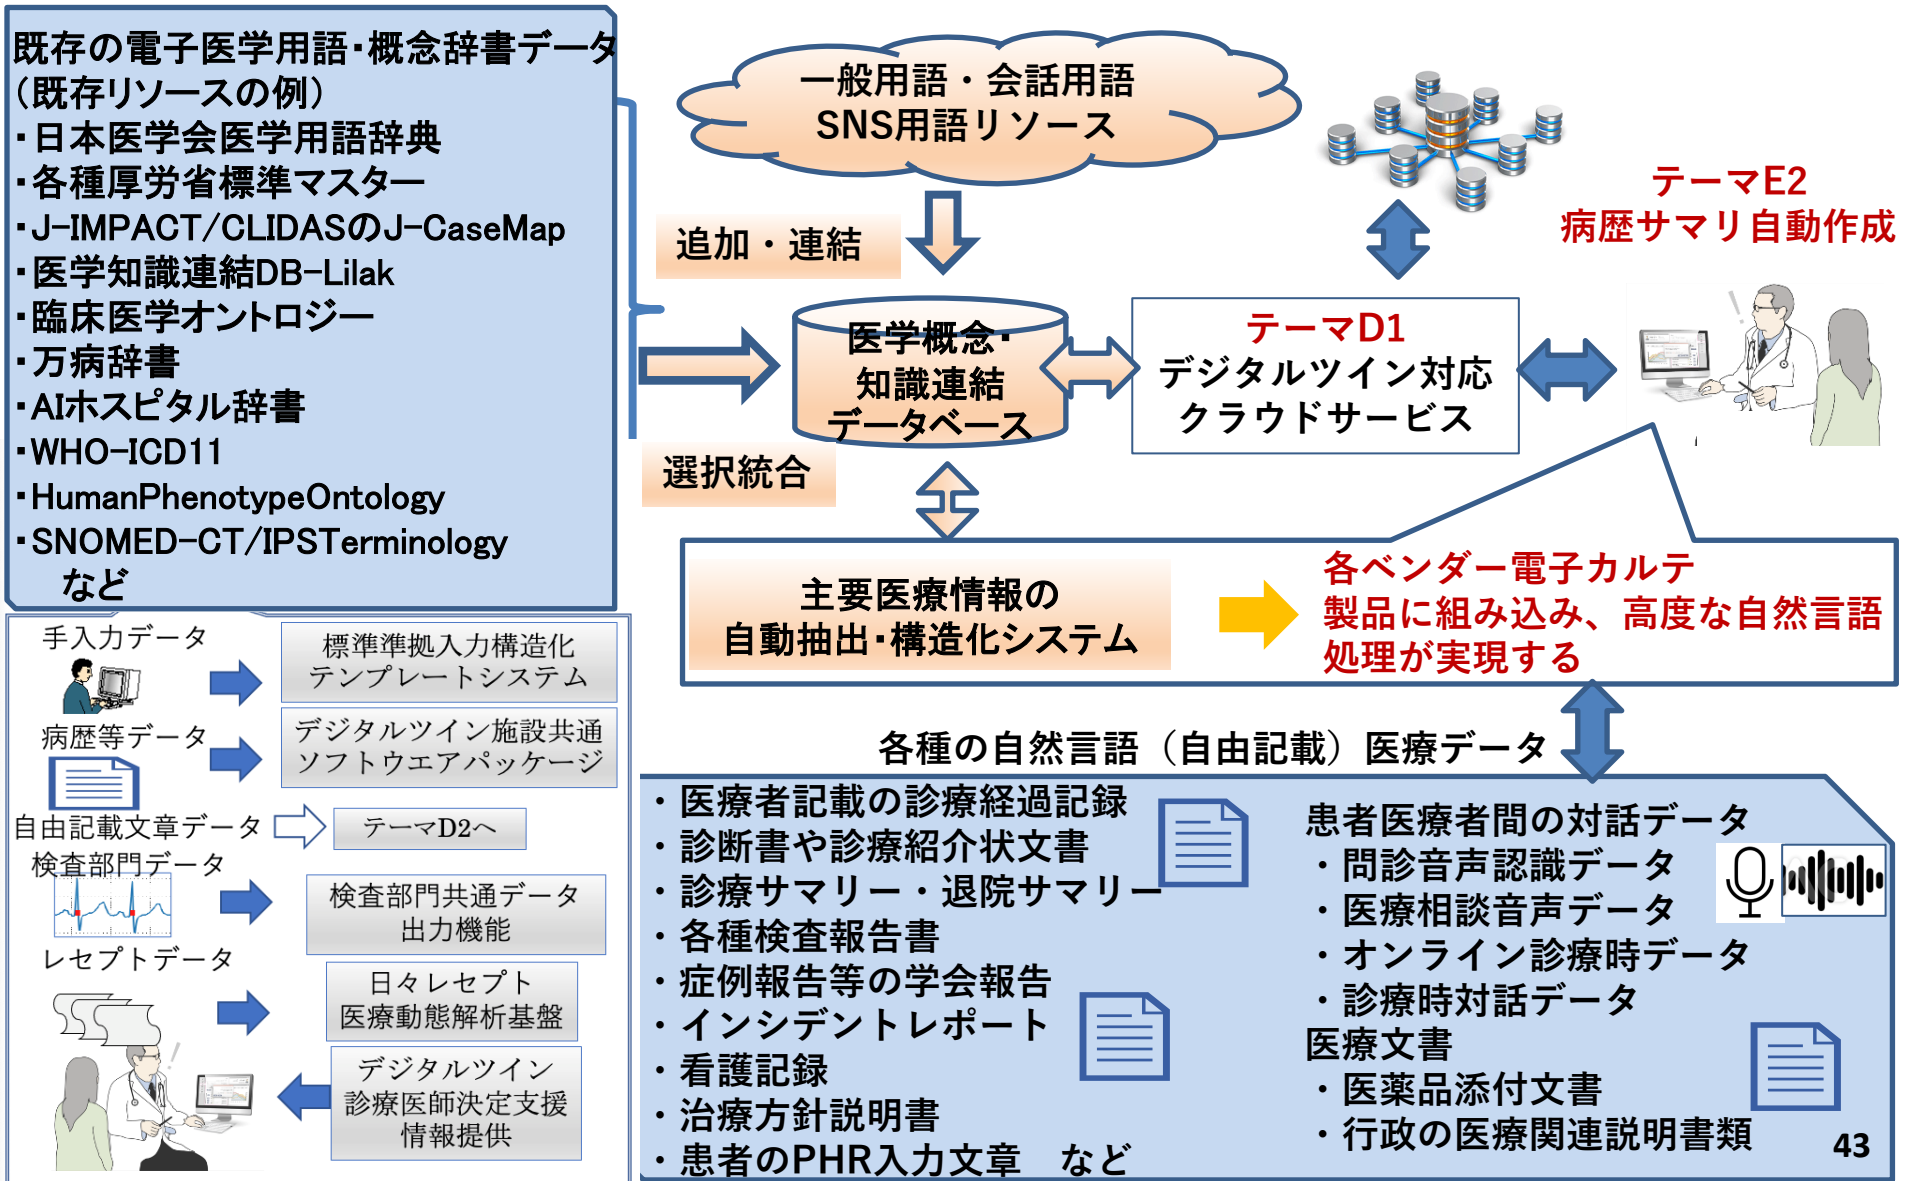 既存の電子医学用語・概念辞書データ
（既存リソースの例）
・日本医学会医学用語辞典
・各種厚労省標準マスター
・J-IMPACT/CLIDASのJ-CaseMap
・医学知識連結DB-Lilak
・臨床医学オントロジー
・万病辞書
・AIホスピタル辞書
・WHO-ICD11
・HumanPhenotypeOntology
・SNOMED-CT/IPSTerminology
など
一般用語・会話用語
SNS用語リソース
追加・連結
選択統合
医学概念・
知識連結
データベース
テーマD1
デジタルツイン対応
クラウドサービス
テーマE2
病歴サマリ自動作成
主要医療情報の
自動抽出・構造化システム
各ベンダー電子カルテ
製品に組み込み、高度な自然言語
処理が実現する
手入力データ
標準準拠入力構造化
テンプレートシステム
病歴等データ
デジタルツイン施設共通
ソフトウエアパッケージ
自由記載文章データ
テーマD2へ
検査部門データ
検査部門共通データ
出力機能
レセプトデータ
日々レセプト
医療動態解析基盤
デジタルツイン
診療医師決定支援
情報提供
各種の自然言語（自由記載）医療データ
・医療者記載の診療経過記録
・診断書や診療紹介状文書
・診療サマリー・退院サマリー
・各種検査報告書
・症例報告等の学会報告
・インシデントレポート
・看護記録
・治療方針説明書
・患者のPHR入力文章　など
患者医療者間の対話データ
・問診音声認識データ
・医療相談音声データ
・オンライン診療時データ
・診療時対話データ
医療文書
・医薬品添付文書
・行政の医療関連説明書類
43